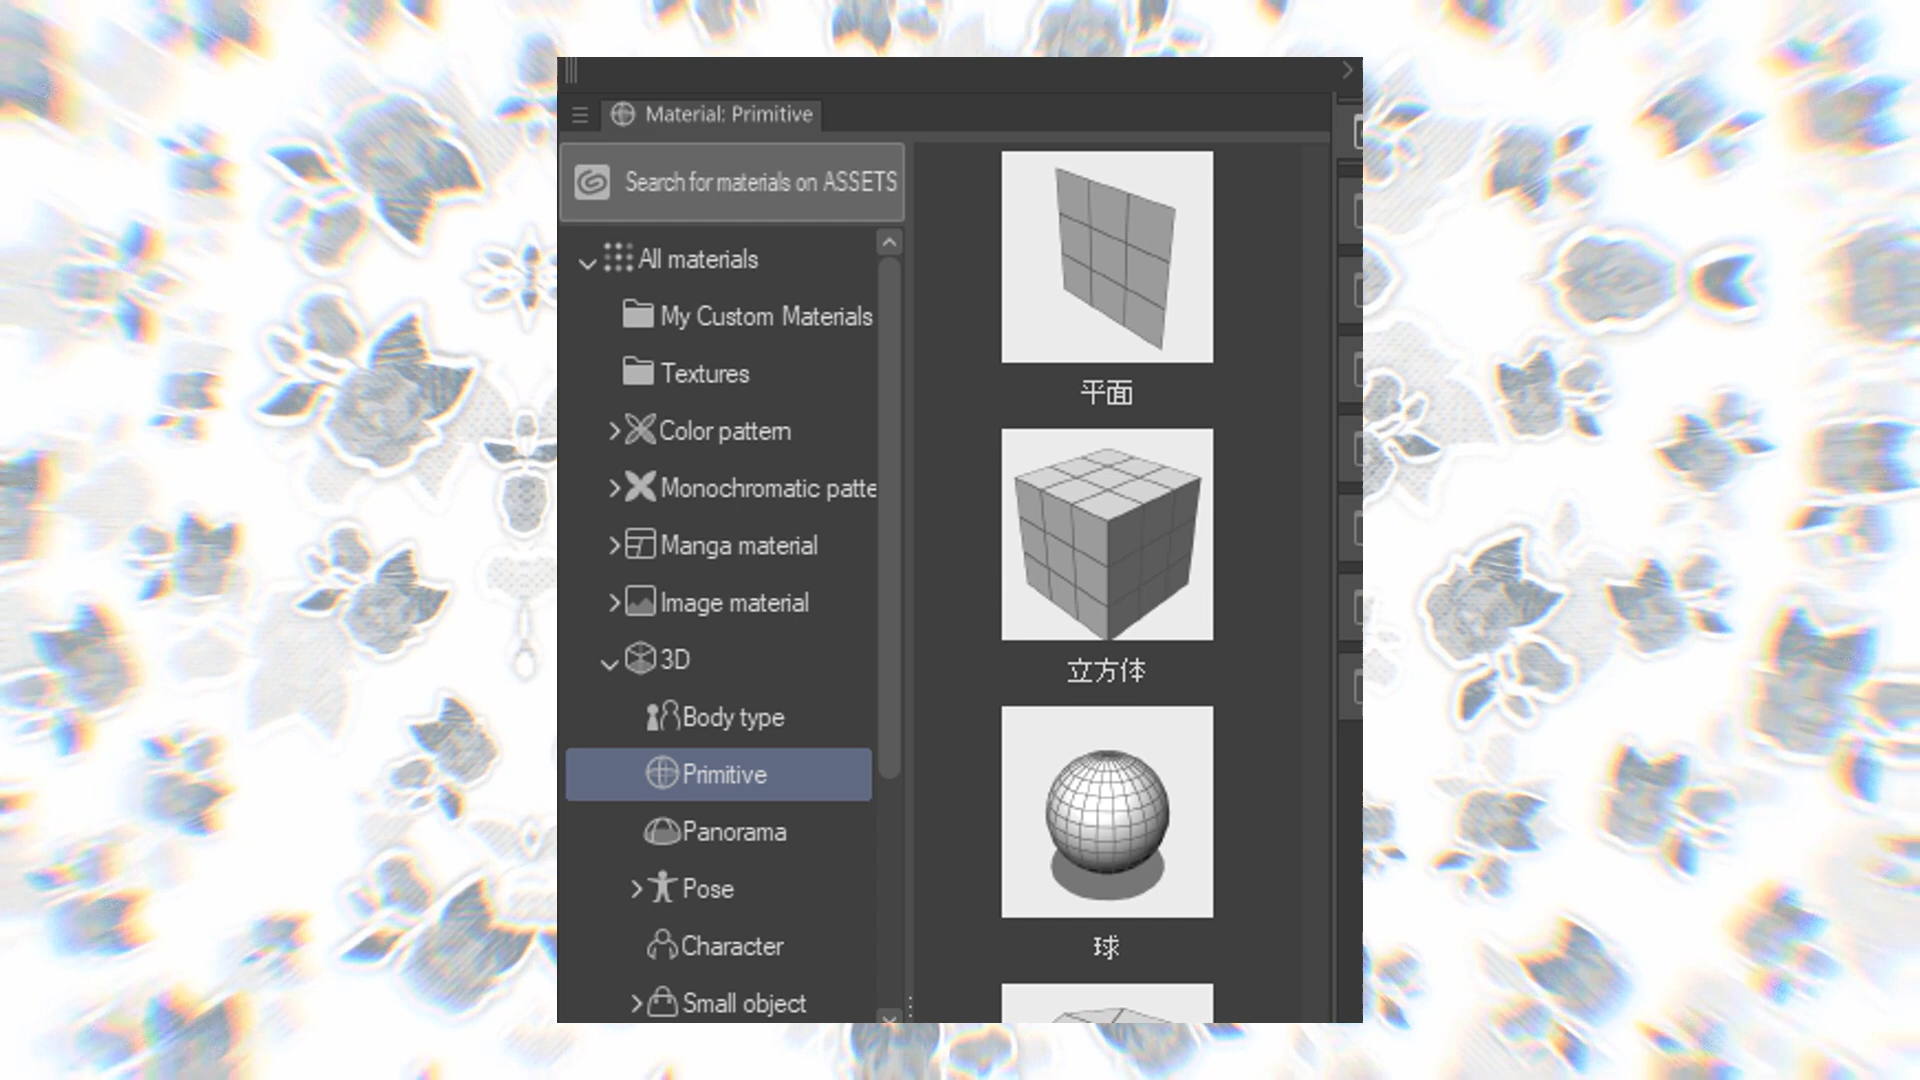 Material: Primitive
Search for materials on ASSETS
All materials
My Custom Materials
Textures
Color pattern
Monochromatic patte
Manga material
Image material
3D
Body type
Primitive
Panorama
Pose
Character
Small object
平面
立方体
球